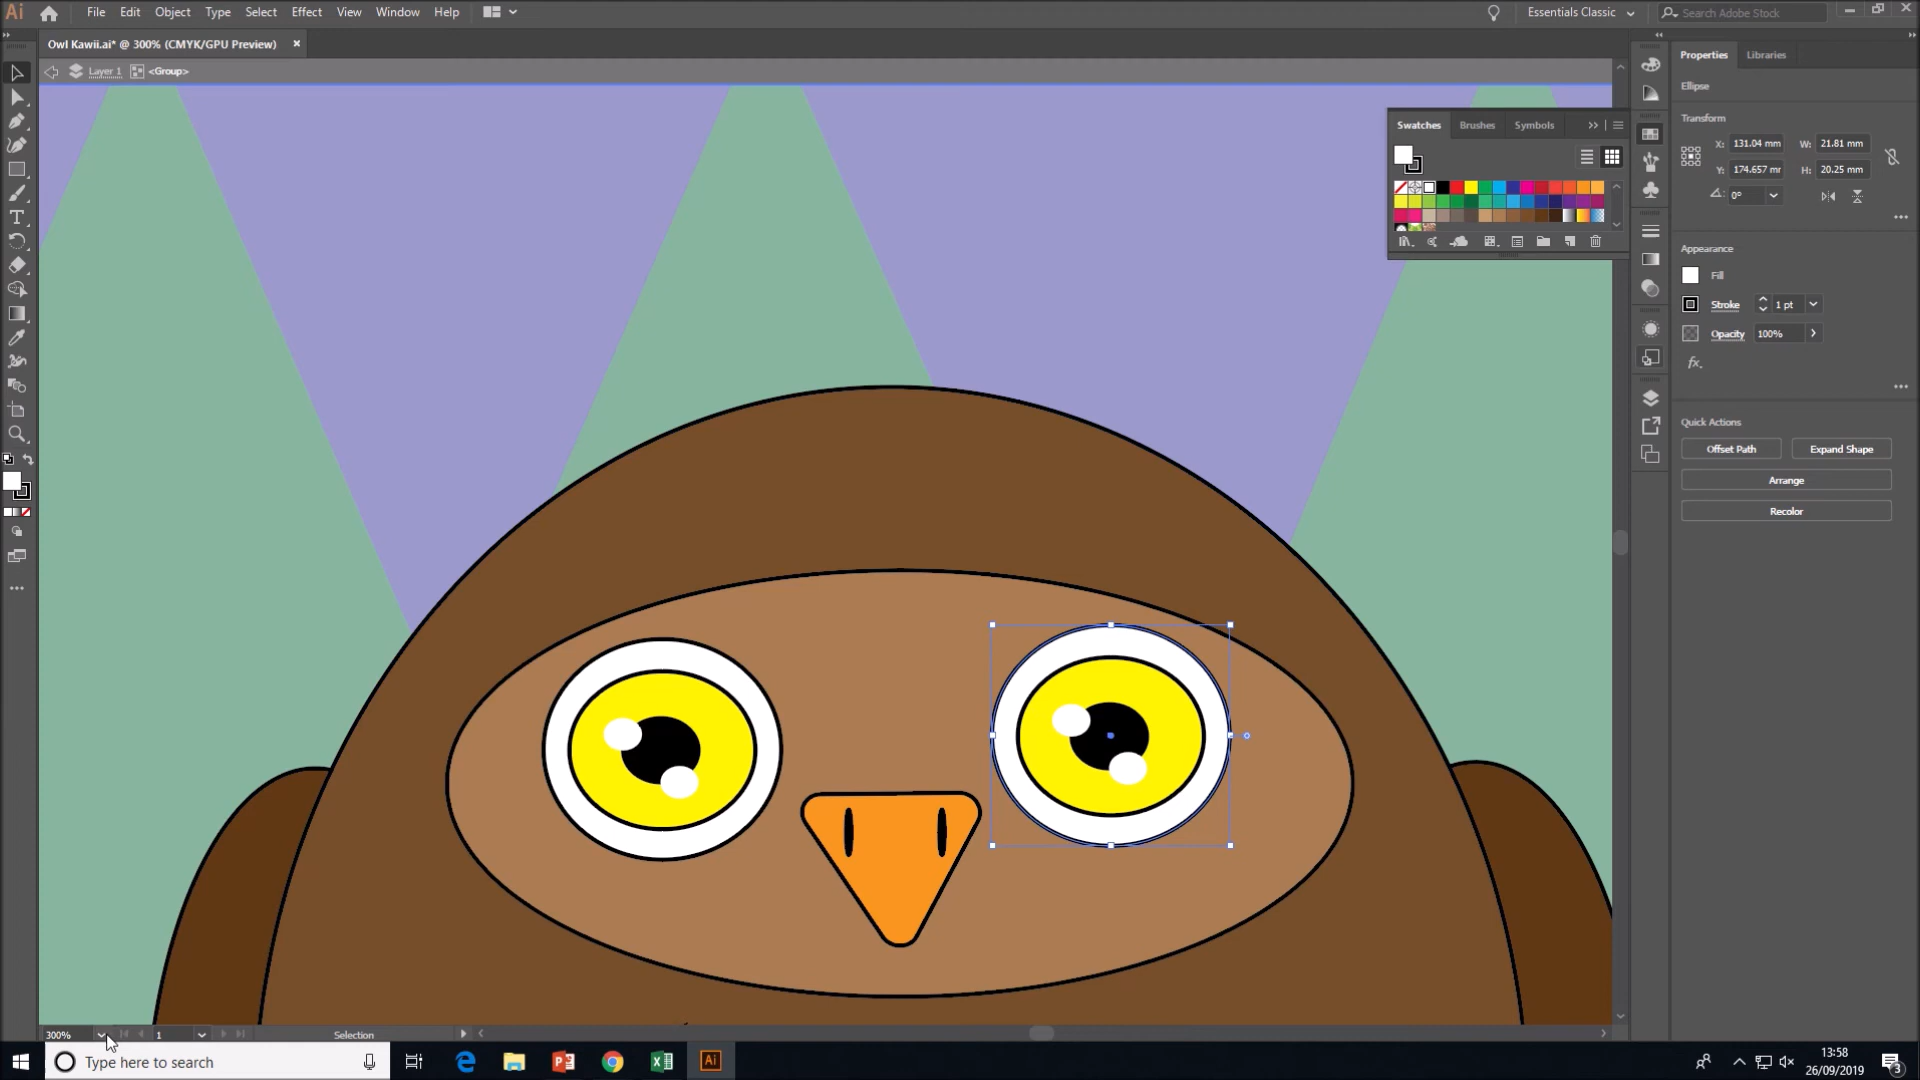 Ai File Edit Object Type Select Effect View Window Help Essentials Classic Search Adobe Stock
Owl Kawii.ai* @ 300% (CMYK/GPU Preview) ×
Layer 1 <Group>
Properties Libraries
Ellipse
Transform
X: 131.04 mm W: 21.81 mm
Y: 174.657 mr H: 20.25 mm
0°
Swatches Brushes Symbols
Appearance
Fill
Stroke 1 pt
Opacity 100%
fx.
Quick Actions
Offset Path Expand Shape
Arrange
Recolor
300% 1 Selection
Type here to search
Ai
13:58
26/09/2019
3